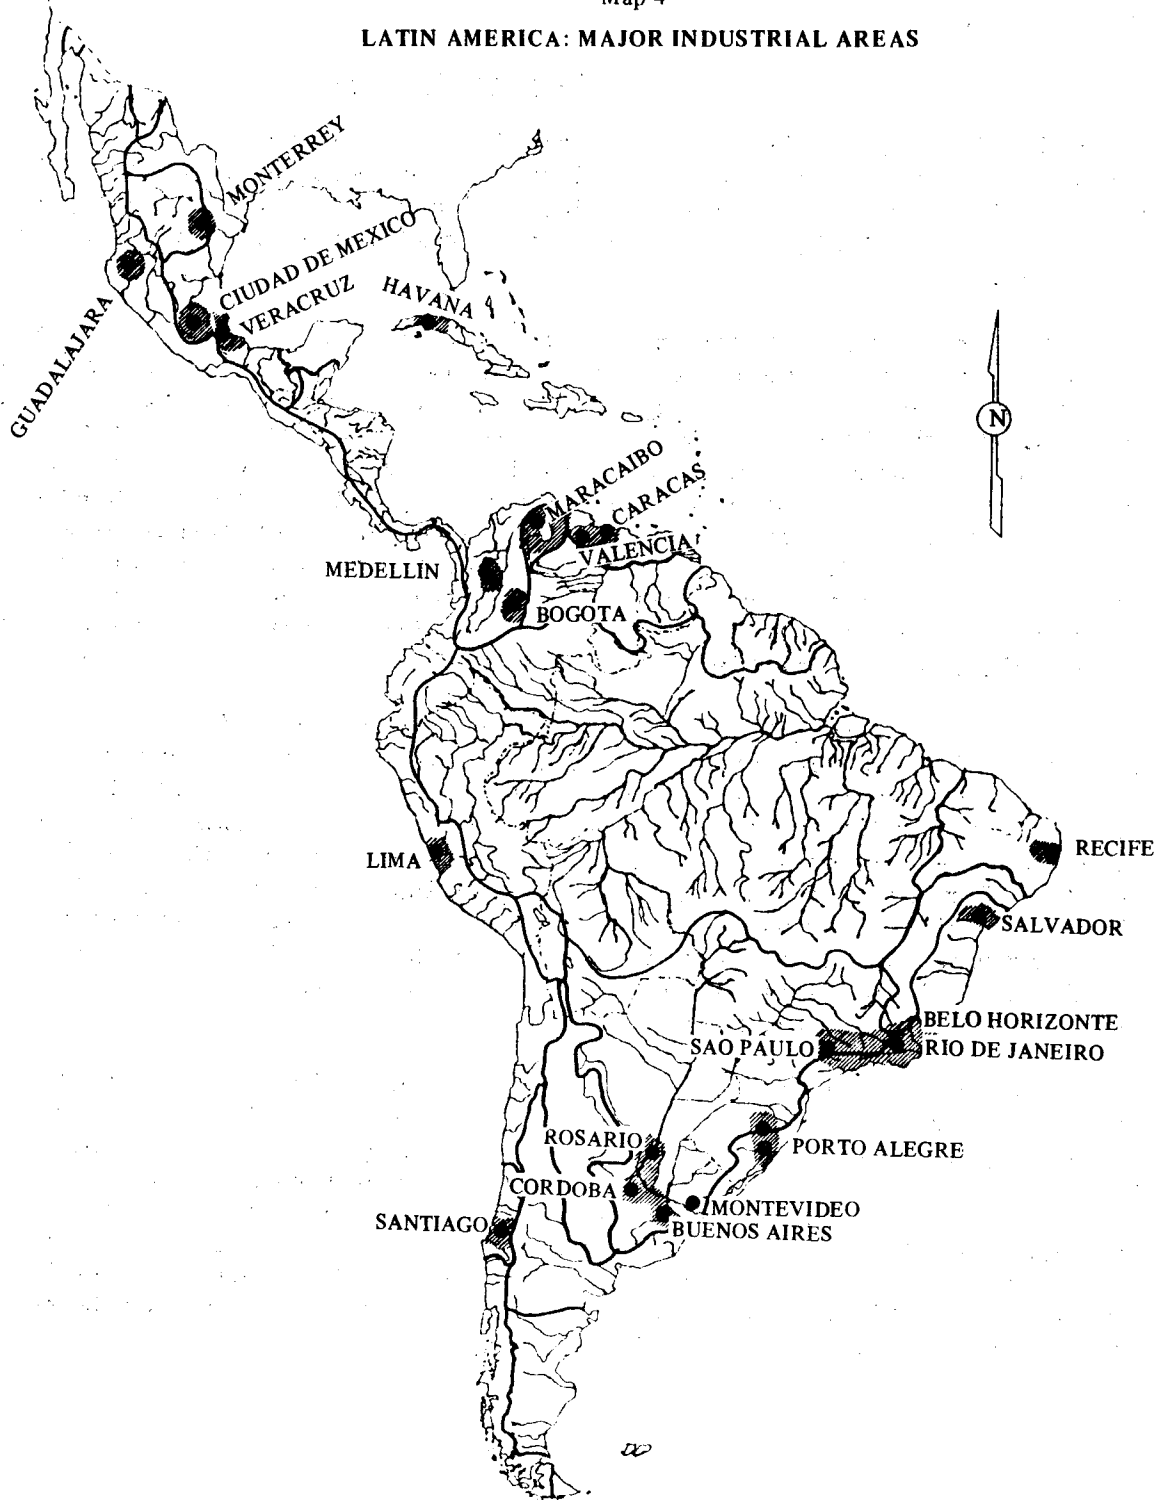 Map 4
LATIN AMERICA: MAJOR INDUSTRIAL AREAS
MONTERREY
CIUDAD DE MEXICO
VERACRUZ
HAVANA
GUADALAJARA
N
MARACAIBO
CARACAS
VALENCIA
MEDELLIN
BOGOTA
LIMA
RECIFE
SALVADOR
BELO HORIZONTE
SAO PAULO
RIO DE JANEIRO
ROSARIO
PORTO ALEGRE
CORDOBA
MONTEVIDEO
SANTIAGO
BUENOS AIRES